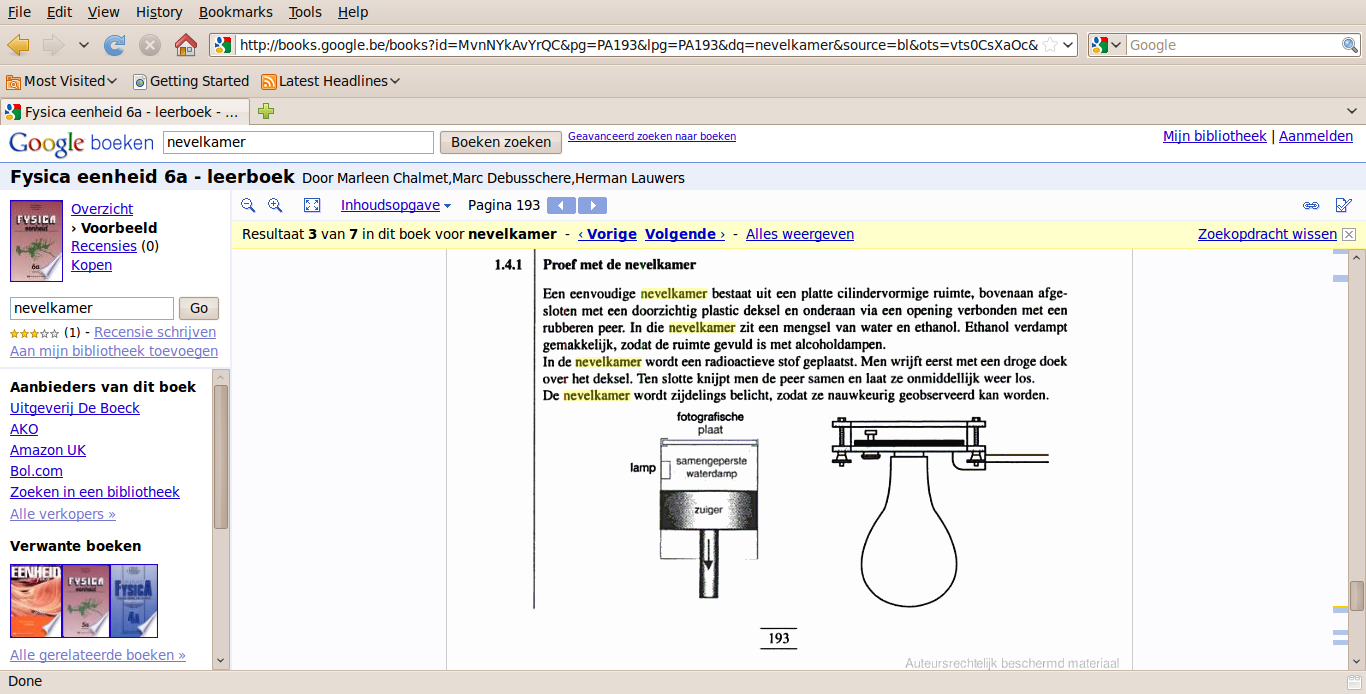 File Edit View History Bookmarks Tools Help
http://books.google.be/books?id=MvnNYkAvYrQC&pg=PA193&lpg=PA193&dq=nevelkamer&source=bl&ots=vts0CsXaOc&
Google
Most Visited Getting Started Latest Headlines
Fysica eenheid 6a - leerboek - ...
Google boeken nevelkamer Boeken zoeken Geavanceerd zoeken naar boeken Mijn bibliotheek | Aanmelden
Fysica eenheid 6a - leerboek Door Marleen Chalmet,Marc Debusschere,Herman Lauwers
FYSICA
eenheid
6a
Overzicht
› Voorbeeld
Recensies (0)
Kopen
nevelkamer Go
(1) - Recensie schrijven
Aan mijn bibliotheek toevoegen
Aanbieders van dit boek
Uitgeverij De Boeck
AKO
Amazon UK
Bol.com
Zoeken in een bibliotheek
Alle verkopers »
Verwante boeken
EENHEID
FYSICA
eenheid
5a
FYSICA
4a
Alle gerelateerde boeken »
Inhoudsopgave Pagina 193
Resultaat 3 van 7 in dit boek voor nevelkamer - ‹ Vorige Volgende › - Alles weergeven Zoekopdracht wissen
1.4.1 Proef met de nevelkamer
Een eenvoudige nevelkamer bestaat uit een platte cilindervormige ruimte, bovenaan afge-
sloten met een doorzichtig plastic deksel en onderaan via een opening verbonden met een
rubberen peer. In die nevelkamer zit een mengsel van water en ethanol. Ethanol verdampt
gemakkelijk, zodat de ruimte gevuld is met alcoholdampen.
In de nevelkamer wordt een radioactieve stof geplaatst. Men wrijft eerst met een droge doek
over het deksel. Ten slotte knijpt men de peer samen en laat ze onmiddellijk weer los.
De nevelkamer wordt zijdelings belicht, zodat ze nauwkeurig geobserveerd kan worden.
fotografische
plaat
lamp
samengeperste
waterdamp
zuiger
193
Auteursrechtelijk beschermd materiaal
Done